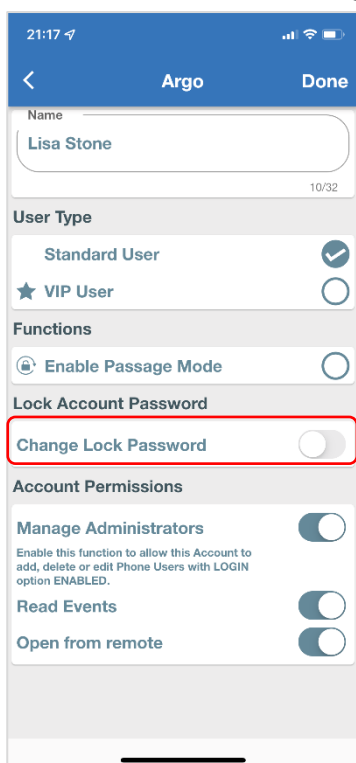 21:17
Argo
Done
Name
Lisa Stone
10/32
User Type
Standard User
VIP User
Functions
Enable Passage Mode
Lock Account Password
Change Lock Password
Account Permissions
Manage Administrators
Enable this function to allow this Account to
add, delete or edit Phone Users with LOGIN
option ENABLED.
Read Events
Open from remote